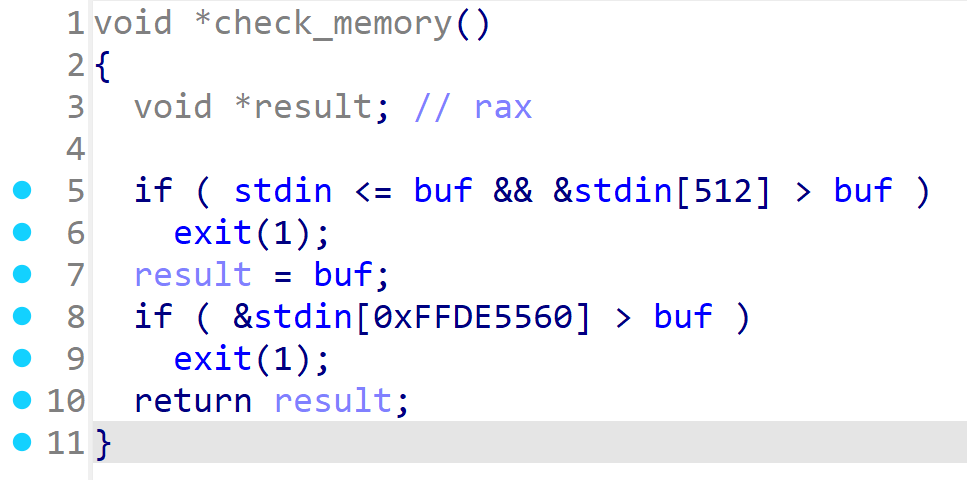 1 void *check_memory()
2 {
3   void *result; // rax
4
5   if ( stdin <= buf && &stdin[512] > buf )
6     exit(1);
7   result = buf;
8   if ( &stdin[0xFFDE5560] > buf )
9     exit(1);
10   return result;
11 }